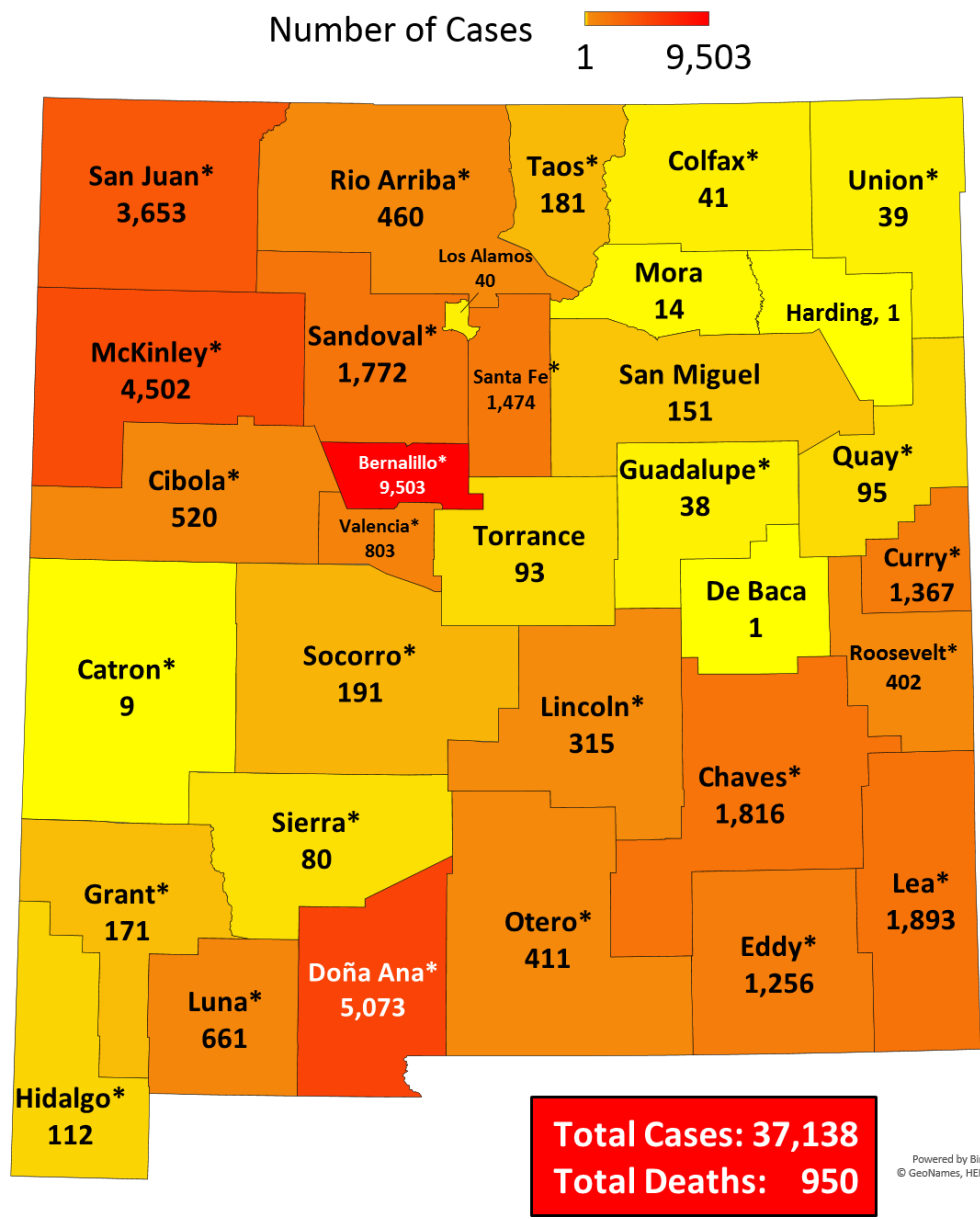 Number of Cases
1 9,503
San Juan*
3,653
Rio Arriba*
460
Taos*
181
Colfax*
41
Union*
39
Los Alamos
40
Mora
14
Harding, 1
McKinley*
4,502
Sandoval*
1,772
Santa Fe*
1,474
San Miguel
151
Bernalillo*
9,503
Cibola*
520
Guadalupe*
38
Quay*
95
Valencia*
803
Torrance
93
Curry*
1,367
De Baca
1
Catron*
9
Socorro*
191
Roosevelt*
402
Lincoln*
315
Chaves*
1,816
Sierra*
80
Grant*
171
Lea*
1,893
Otero*
411
Eddy*
1,256
Doña Ana*
5,073
Luna*
661
Hidalgo*
112
Total Cases: 37,138
Total Deaths: 950
Powered by Bi
© GeoNames, HE